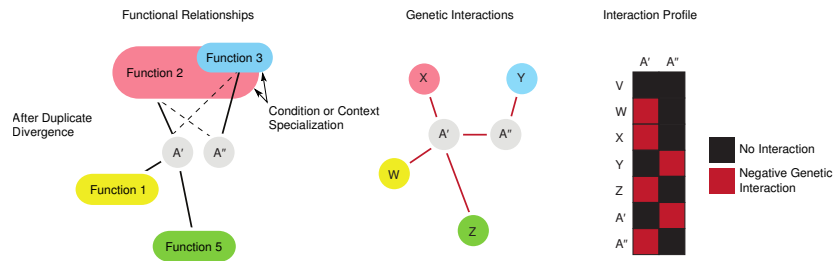 Functional Relationships
Genetic Interactions
Interaction Profile
Function 3
Function 2
After Duplicate
Divergence
Condition or Context
Specialization
A'
A"
Function 1
Function 5
X
Y
A'
A"
W
Z
A' A"
V
W
X
Y
Z
A'
A"
No Interaction
Negative Genetic
Interaction